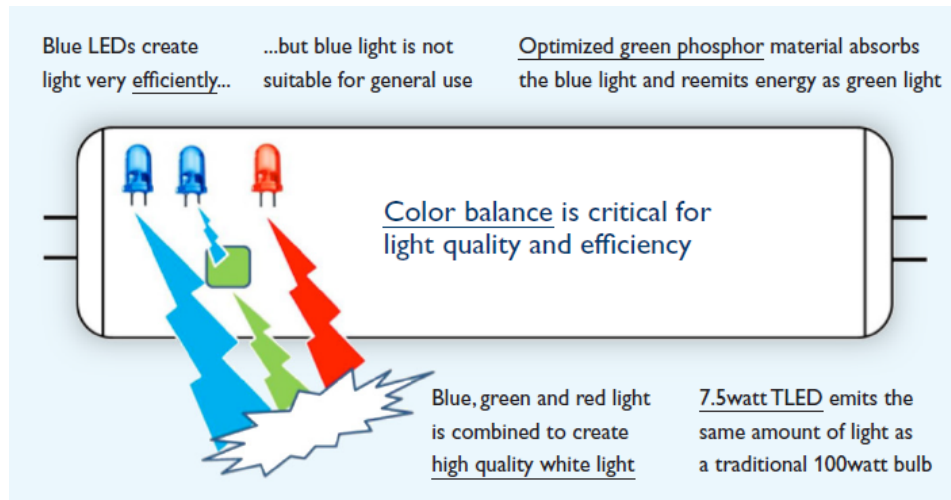 Blue LEDs create
light very efficiently...
...but blue light is not
suitable for general use
Optimized green phosphor material absorbs
the blue light and reemits energy as green light
Color balance is critical for
light quality and efficiency
Blue, green and red light
is combined to create
high quality white light
7.5watt TLED emits the
same amount of light as
a traditional 100watt bulb